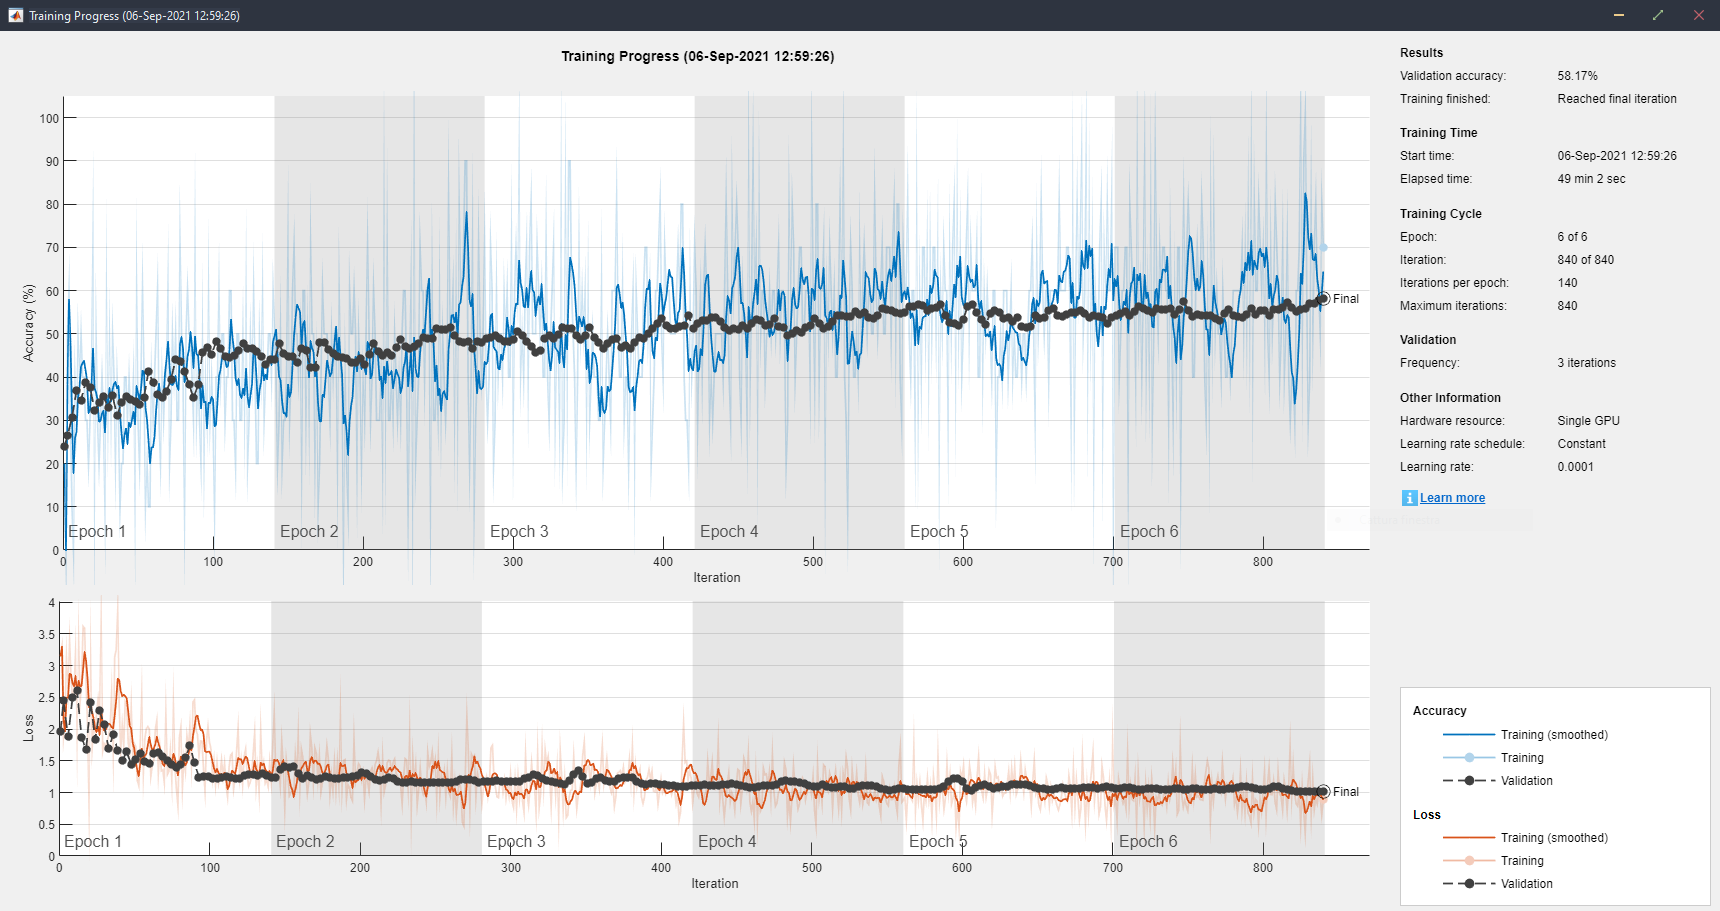 Training Progress (06-Sep-2021 12:59:26)
Training Progress (06-Sep-2021 12:59:26)
100
90
80
70
60
50
40
30
20
10
0
Accuracy (%)
Epoch 1
Epoch 2
Epoch 3
Epoch 4
Epoch 5
Epoch 6
Final
0
100
200
300
400
500
600
700
800
Iteration
4
3.5
3
2.5
2
1.5
1
0.5
0
Loss
Epoch 1
Epoch 2
Epoch 3
Epoch 4
Epoch 5
Epoch 6
Final
0
100
200
300
400
500
600
700
800
Iteration
Results
Validation accuracy: 58.17%
Training finished: Reached final iteration
Training Time
Start time: 06-Sep-2021 12:59:26
Elapsed time: 49 min 2 sec
Training Cycle
Epoch: 6 of 6
Iteration: 840 of 840
Iterations per epoch: 140
Maximum iterations: 840
Validation
Frequency: 3 iterations
Other Information
Hardware resource: Single GPU
Learning rate schedule: Constant
Learning rate: 0.0001
Learn more
Accuracy
Training (smoothed)
Training
Validation
Loss
Training (smoothed)
Training
Validation